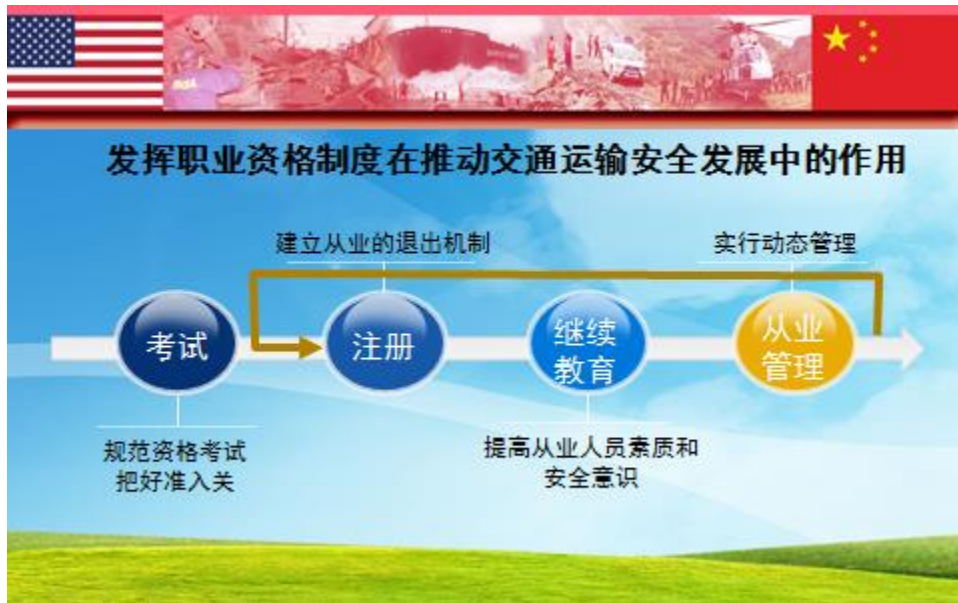 发挥职业资格制度在推动交通运输安全发展中的作用
建立从业的退出机制
实行动态管理
考试
注册
继续
教育
从业
管理
规范资格考试
把好准入关
提高从业人员素质和
安全意识